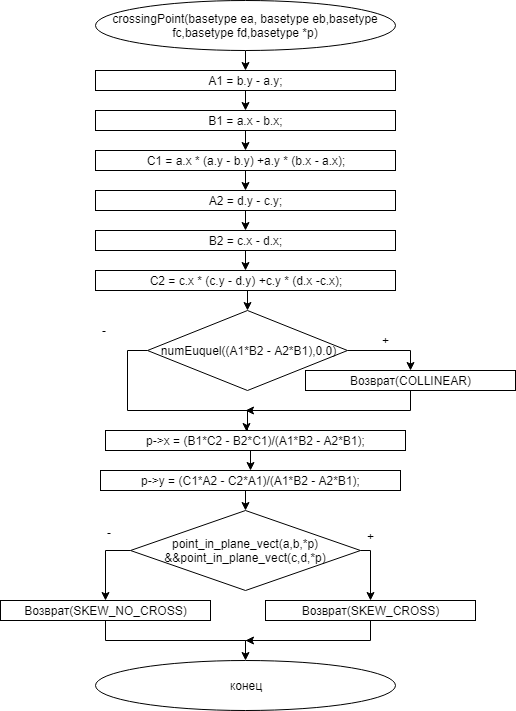 crossingPoint(basetype ea, basetype eb,basetype
fc,basetype fd,basetype *p)
A1 = b.y - a.y;
B1 = a.x - b.x;
C1 = a.x * (a.y - b.y) +a.y * (b.x - a.x);
A2 = d.y - c.y;
B2 = c.x - d.x;
C2 = c.x * (c.y - d.y) +c.y * (d.x -c.x);
-
numEuquel((A1*B2 - A2*B1),0.0)
+
Возврат(COLLINEAR)
p->x = (B1*C2 - B2*C1)/(A1*B2 - A2*B1);
p->y = (C1*A2 - C2*A1)/(A1*B2 - A2*B1);
-
point_in_plane_vect(a,b,*p)
&&point_in_plane_vect(c,d,*p)
+
Возврат(SKEW_NO_CROSS)
Возврат(SKEW_CROSS)
конец